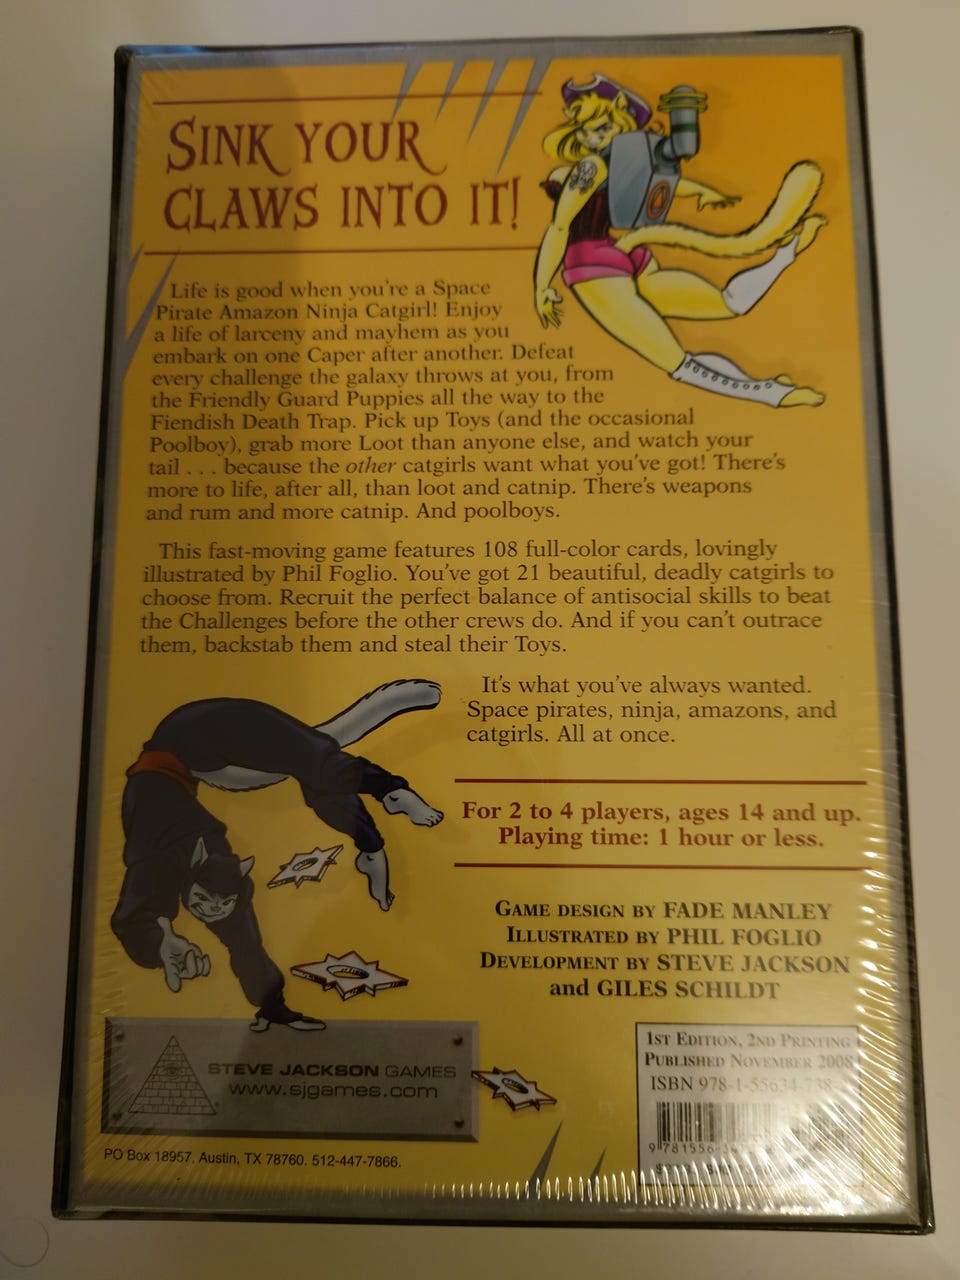 SINK YOUR
CLAWS INTO IT!
Life is good when you're a Space
Pirate Amazon Ninja Catgirl! Enjoy
a life of larceny and mayhem as you
embark on one Caper after another. Defeat
every challenge the galaxy throws at you, from
the Friendly Guard Puppies all the way to the
Fiendish Death Trap. Pick up Toys (and the occasional
Poolboy), grab more Loot than anyone else, and watch your
tail . . . because the other catgirls want what you've got! There's
more to life, after all, than loot and catnip. There's weapons
and rum and more catnip. And poolboys.
This fast-moving game features 108 full-color cards, lovingly
illustrated by Phil Foglio. You've got 21 beautiful, deadly catgirls to
choose from. Recruit the perfect balance of antisocial skills to beat
the Challenges before the other crews do. And if you can't outrace
them, backstab them and steal their Toys.
It's what you've always wanted.
Space pirates, ninja, amazons, and
catgirls. All at once.
For 2 to 4 players, ages 14 and up.
Playing time: 1 hour or less.
GAME DESIGN BY FADE MANLEY
ILLUSTRATED BY PHIL FOGLIO
DEVELOPMENT BY STEVE JACKSON
and GILES SCHILDT
STEVE JACKSON GAMES
www.sjgames.com
PO Box 18957, Austin, TX 78760. 512-447-7866.
1ST EDITION, 2ND PRINTING
PUBLISHED NOVEMBER 2008
ISBN 978-1-55634-738-